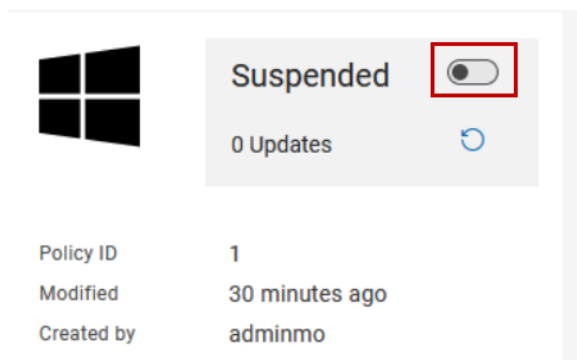 Suspended
0 Updates
Policy ID 1
Modified 30 minutes ago
Created by adminmo